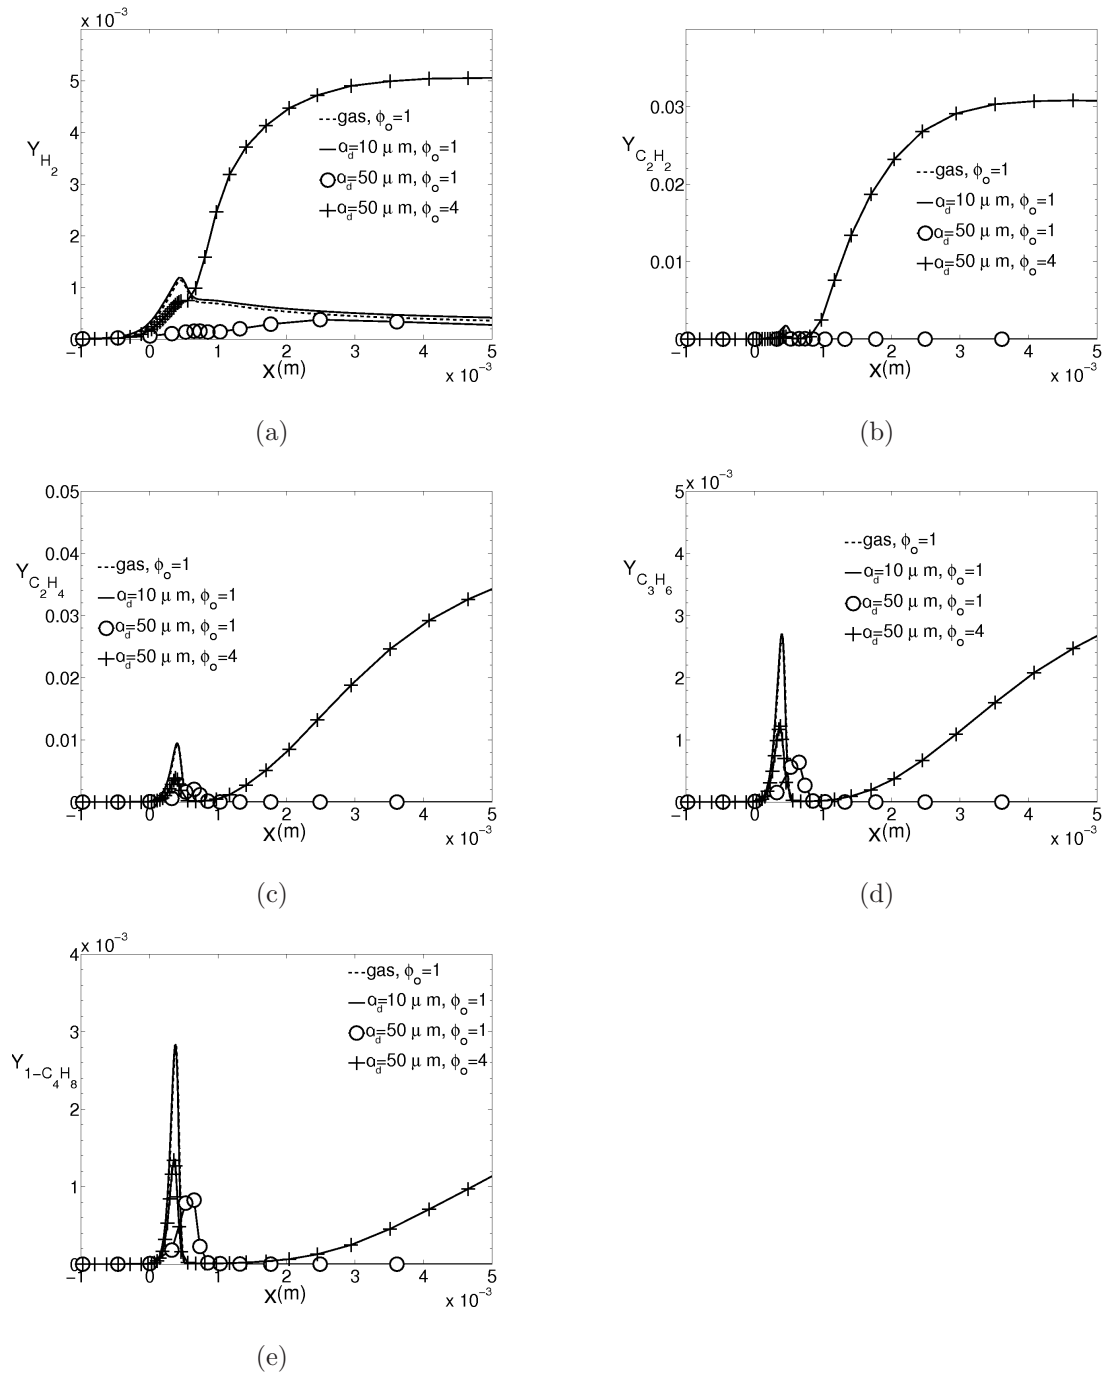 x 10⁻³
5
4
3
2
1
0
Y_H₂
gas, ϕₒ=1
a_d=10 μ m, ϕₒ=1
a_d=50 μ m, ϕₒ=1
a_d=50 μ m, ϕₒ=4
−1 0 1 2 3 4 5
x(m)
x 10⁻³
(a)
0.03
0.02
0.01
0
Y_C₂H₂
gas, ϕₒ=1
a_d=10 μ m, ϕₒ=1
a_d=50 μ m, ϕₒ=1
a_d=50 μ m, ϕₒ=4
−1 0 1 2 3 4 5
x(m)
x 10⁻³
(b)
0.05
0.04
0.03
0.02
0.01
0
Y_C₂H₄
gas, ϕₒ=1
a_d=10 μ m, ϕₒ=1
a_d=50 μ m, ϕₒ=1
a_d=50 μ m, ϕₒ=4
−1 0 1 2 3 4 5
x(m)
x 10⁻³
(c)
x 10⁻³
5
4
3
2
1
0
Y_C₃H₆
gas, ϕₒ=1
a_d=10 μ m, ϕₒ=1
a_d=50 μ m, ϕₒ=1
a_d=50 μ m, ϕₒ=4
−1 0 1 2 3 4 5
x(m)
x 10⁻³
(d)
x 10⁻³
4
3
2
1
0
Y_1−C₄H₈
gas, ϕₒ=1
a_d=10 μ m, ϕₒ=1
a_d=50 μ m, ϕₒ=1
a_d=50 μ m, ϕₒ=4
−1 0 1 2 3 4 5
x(m)
x 10⁻³
(e)